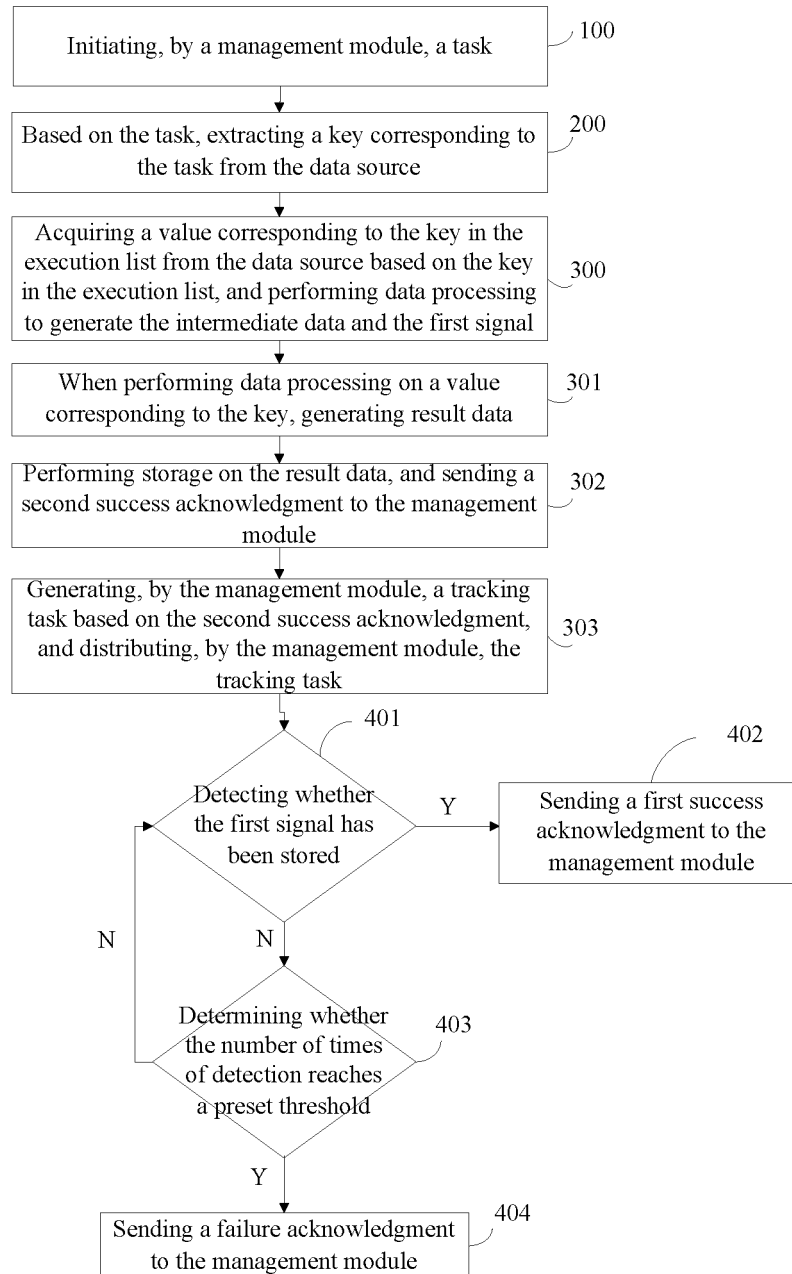 Initiating, by a management module, a task
100
Based on the task, extracting a key corresponding to
the task from the data source
200
Acquiring a value corresponding to the key in the
execution list from the data source based on the key
in the execution list, and performing data processing
to generate the intermediate data and the first signal
300
When performing data processing on a value
corresponding to the key, generating result data
301
Performing storage on the result data, and sending a
second success acknowledgment to the management
module
302
Generating, by the management module, a tracking
task based on the second success acknowledgment,
and distributing, by the management module, the
tracking task
303
401
Detecting whether
the first signal has
been stored
Y
402
Sending a first success
acknowledgment to the
management module
N
N
Determining whether
the number of times
of detection reaches
a preset threshold
403
Y
Sending a failure acknowledgment
to the management module
404